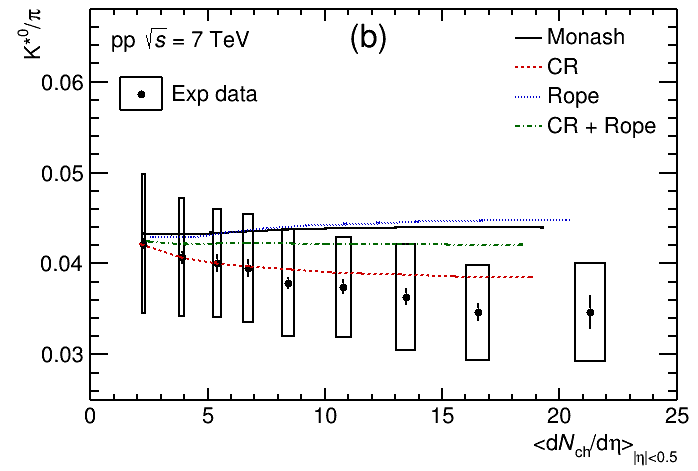 K*⁰/π
pp √s = 7 TeV
(b)
Exp data
Monash
CR
Rope
CR + Rope
0.06
0.05
0.04
0.03
0 5 10 15 20 25
<dN_ch/dη>_|η|<0.5